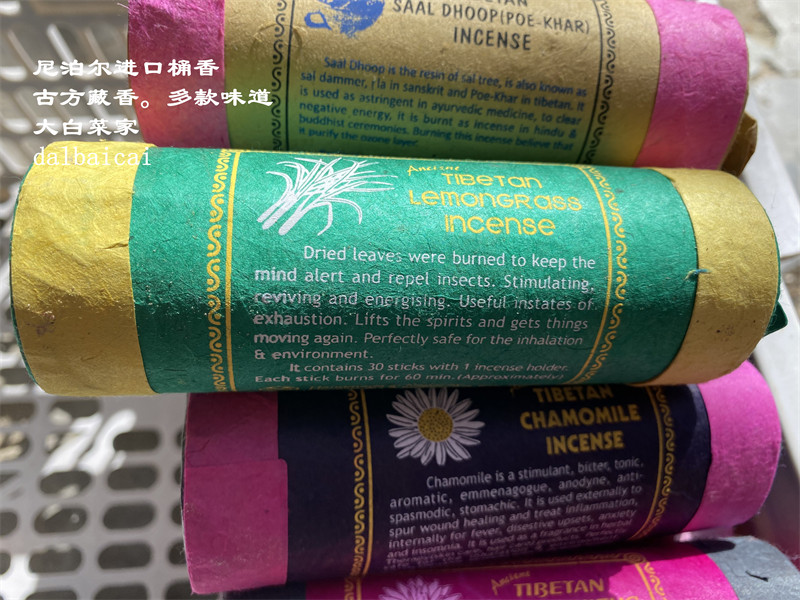 尼泊尔进口桶香
古方藏香。多款味道
大白菜家
dalbaicai
SAAL DHOOP(POE-KHAR)
INCENSE
Saal Dhoop is the resin of sal tree, is also known as
sal dammer, rla in sanskrit and Poe-Khar in tibetan. It
is used as astringent in ayurvedic medicine, to clear
negative energy, it is burnt as incense in hindu &
buddhist ceremonies. Burning this incense believe that
it purify the ozone layer.
Ancient
TIBETAN
LEMONGRASS
INCENSE
Dried leaves were burned to keep the
mind alert and repel insects. Stimulating,
reviving and energising. Useful instates of
exhaustion. Lifts the spirits and gets things
moving again. Perfectly safe for the inhalation
& environment.
It contains 30 sticks with 1 incense holder.
Each stick burns for 60 min.(Approximately)
TIBETAN
CHAMOMILE
INCENSE
Chamomile is a stimulant, bitter, tonic,
aromatic, emmenagogue, anodyne, anti-
spasmodic, stomachic. It is used externally to
spur wound healing and treat inflammation,
internally for fever, disestive upsets, anxiety
and insomnia. It is used as a fragrance in herbal
Ancient
TIBETAN